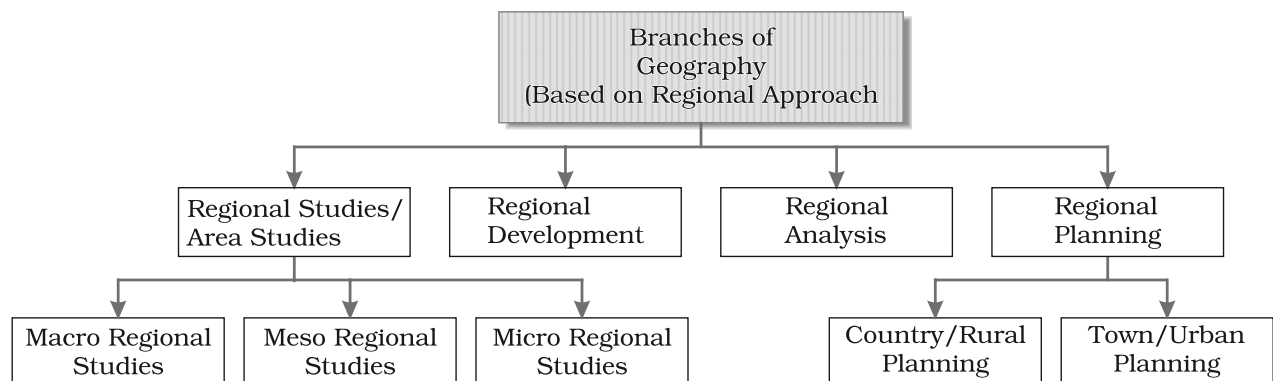 Branches of
Geography
(Based on Regional Approach
Regional Studies/
Area Studies
Regional
Development
Regional
Analysis
Regional
Planning
Macro Regional
Studies
Meso Regional
Studies
Micro Regional
Studies
Country/Rural
Planning
Town/Urban
Planning